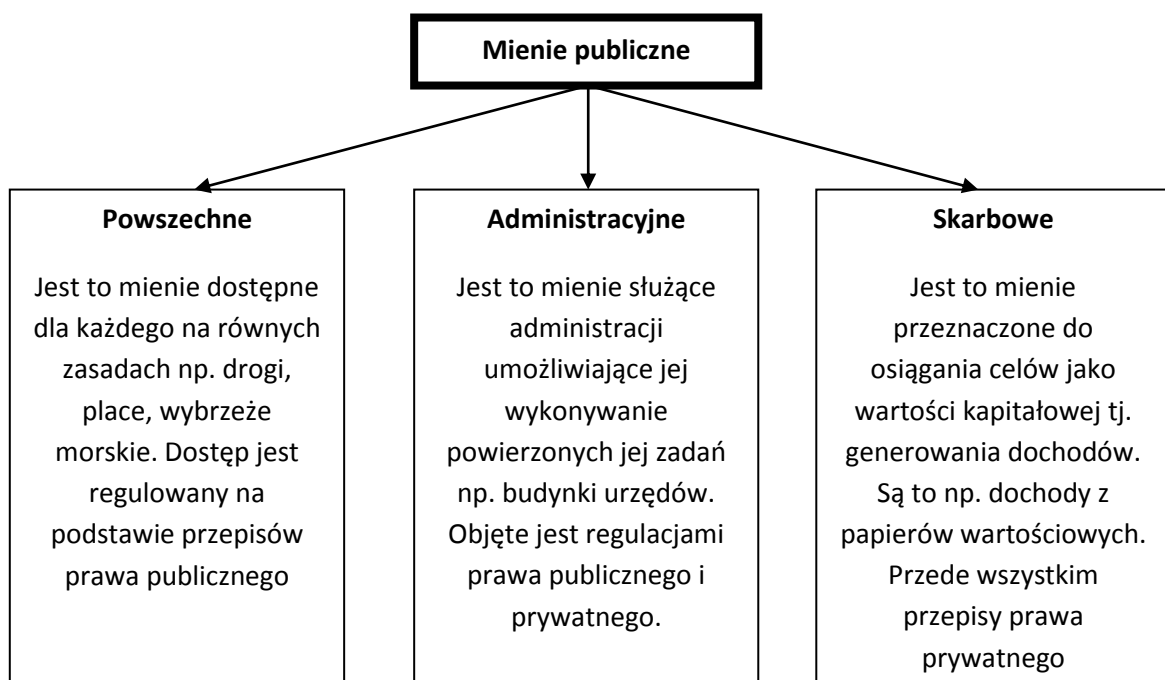 Mienie publiczne
Powszechne
Jest to mienie dostępne
dla każdego na równych
zasadach np. drogi,
place, wybrzeże
morskie. Dostęp jest
regulowany na
podstawie przepisów
prawa publicznego
Administracyjne
Jest to mienie służące
administracji
umożliwiające jej
wykonywanie
powierzonych jej zadań
np. budynki urzędów.
Objęte jest regulacjami
prawa publicznego i
prywatnego.
Skarbowe
Jest to mienie
przeznaczone do
osiągania celów jako
wartości kapitałowej tj.
generowania dochodów.
Są to np. dochody z
papierów wartościowych.
Przede wszystkim
przepisy prawa
prywatnego